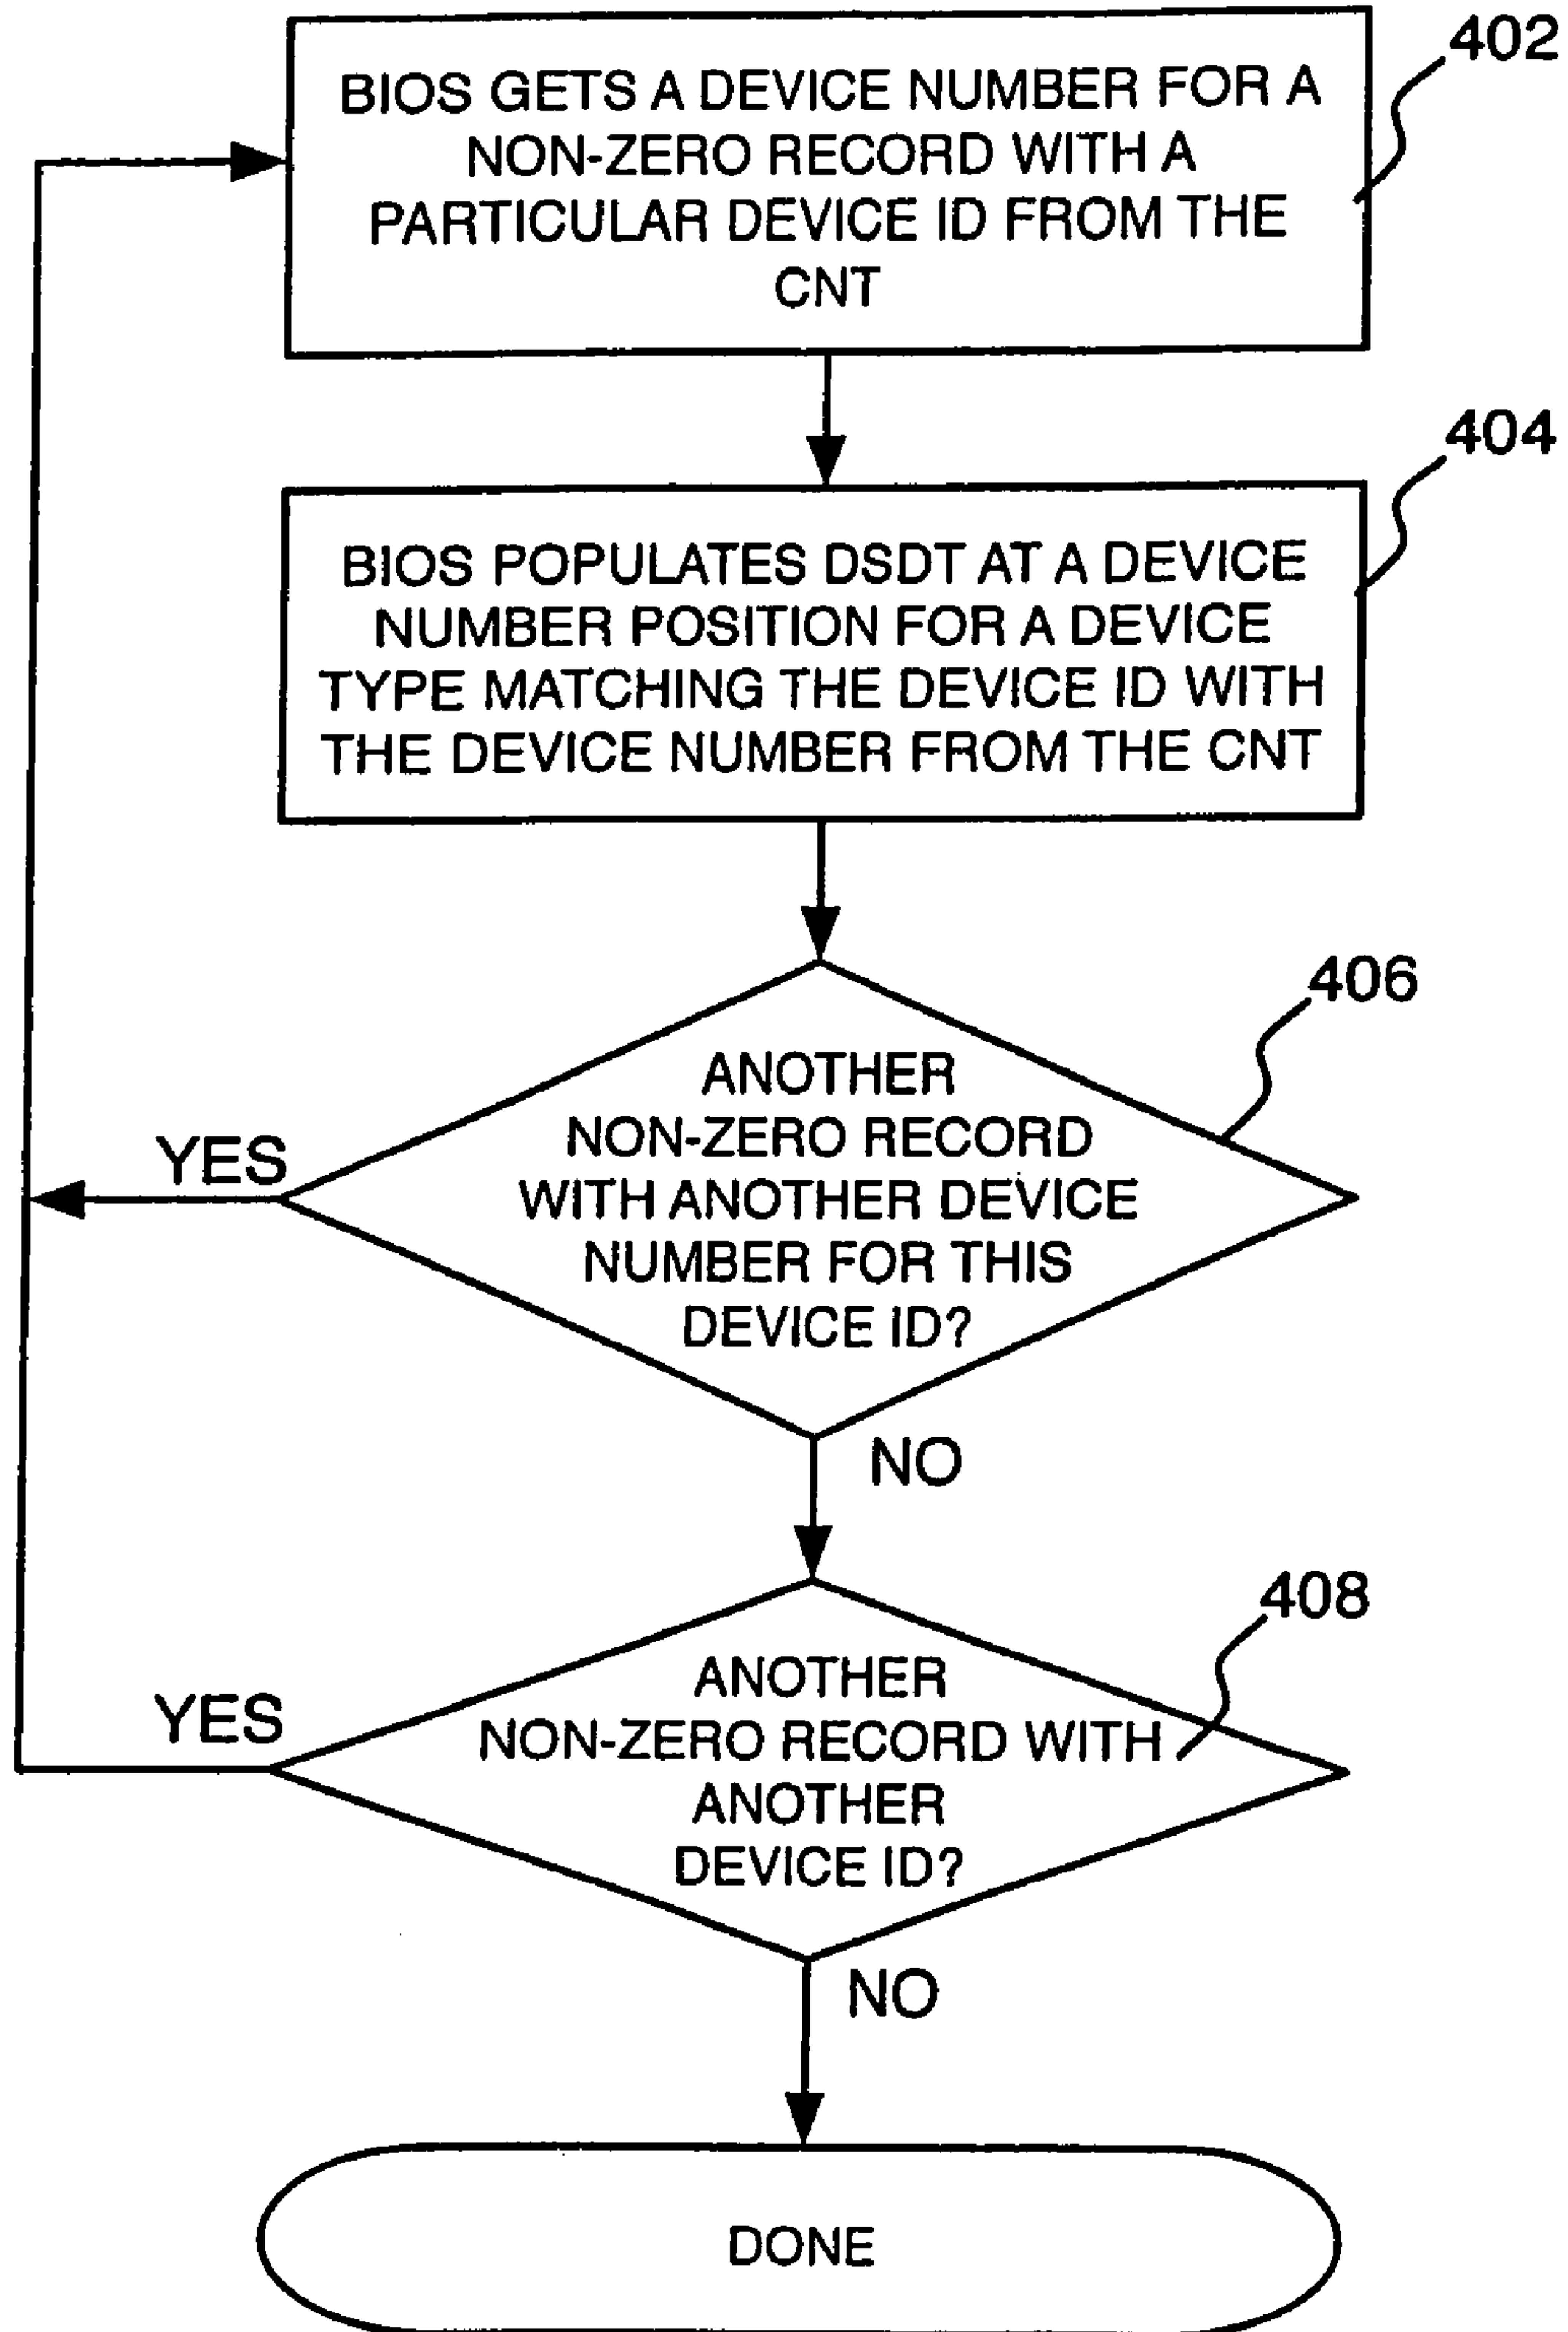 402
BIOS GETS A DEVICE NUMBER FOR A
NON-ZERO RECORD WITH A
PARTICULAR DEVICE ID FROM THE
CNT
404
BIOS POPULATES DSDT AT A DEVICE
NUMBER POSITION FOR A DEVICE
TYPE MATCHING THE DEVICE ID WITH
THE DEVICE NUMBER FROM THE CNT
406
ANOTHER
NON-ZERO RECORD
WITH ANOTHER DEVICE
NUMBER FOR THIS
DEVICE ID?
YES
NO
408
ANOTHER
NON-ZERO RECORD WITH
ANOTHER
DEVICE ID?
YES
NO
DONE